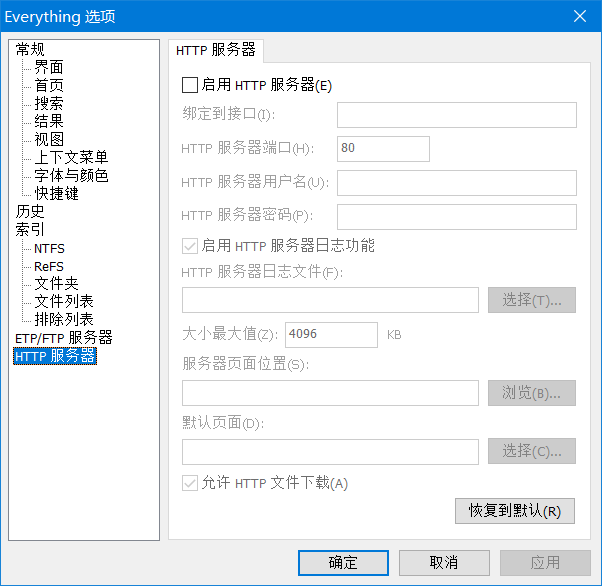 Everything 选项
常规
界面
首页
搜索
结果
视图
上下文菜单
字体与颜色
快捷键
历史
索引
NTFS
ReFS
文件夹
文件列表
排除列表
ETP/FTP 服务器
HTTP 服务器
HTTP 服务器
启用 HTTP 服务器(E)
绑定到接口(I):
HTTP 服务器端口(H): 80
HTTP 服务器用户名(U):
HTTP 服务器密码(P):
启用 HTTP 服务器日志功能
HTTP 服务器日志文件(F):
选择(T)...
大小最大值(Z): 4096 KB
服务器页面位置(S):
浏览(B)...
默认页面(D):
选择(C)...
允许 HTTP 文件下载(A)
恢复到默认(R)
确定 取消 应用